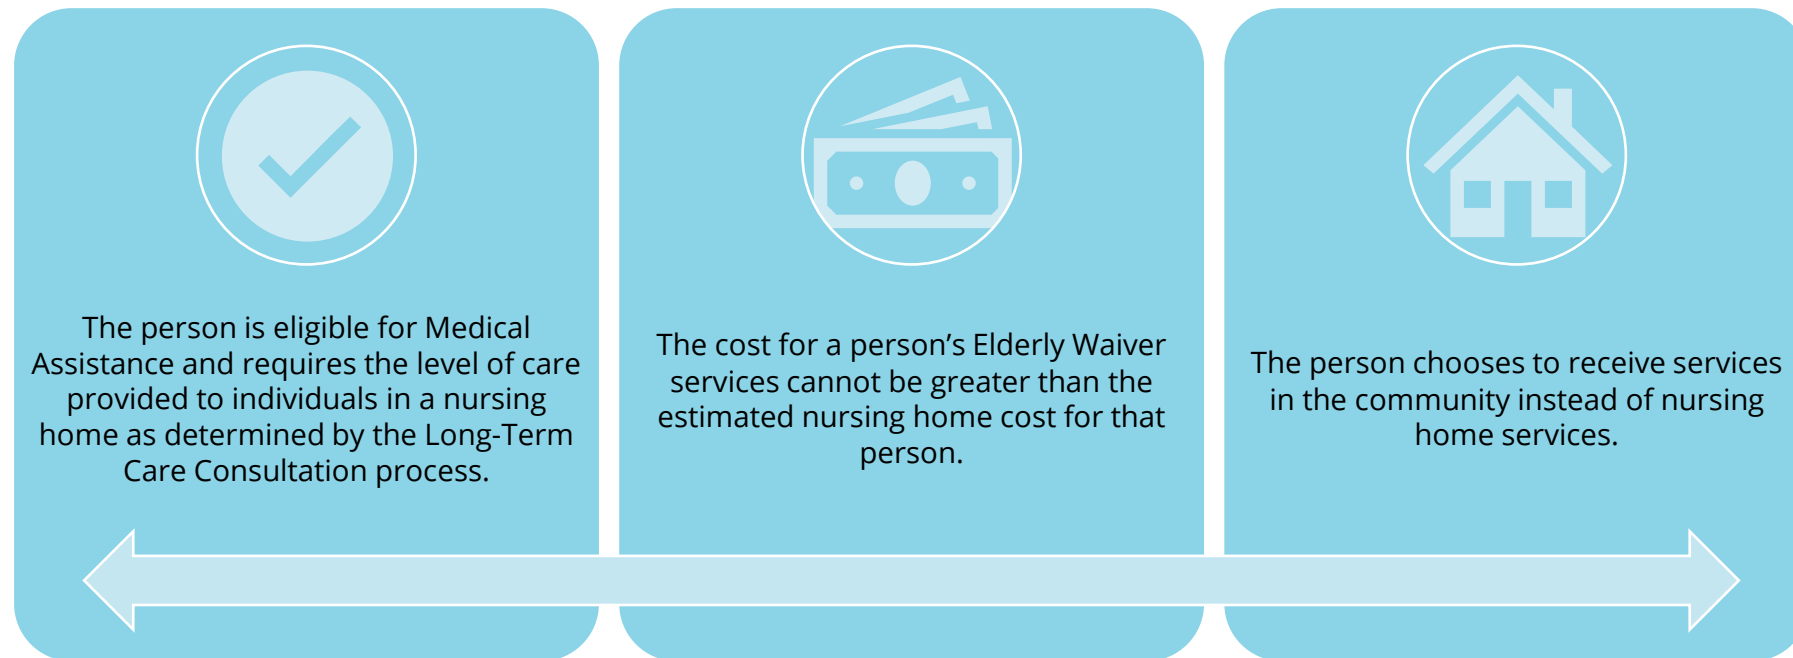 The person is eligible for Medical
Assistance and requires the level of care
provided to individuals in a nursing
home as determined by the Long-Term
Care Consultation process.
The cost for a person’s Elderly Waiver
services cannot be greater than the
estimated nursing home cost for that
person.
The person chooses to receive services
in the community instead of nursing
home services.